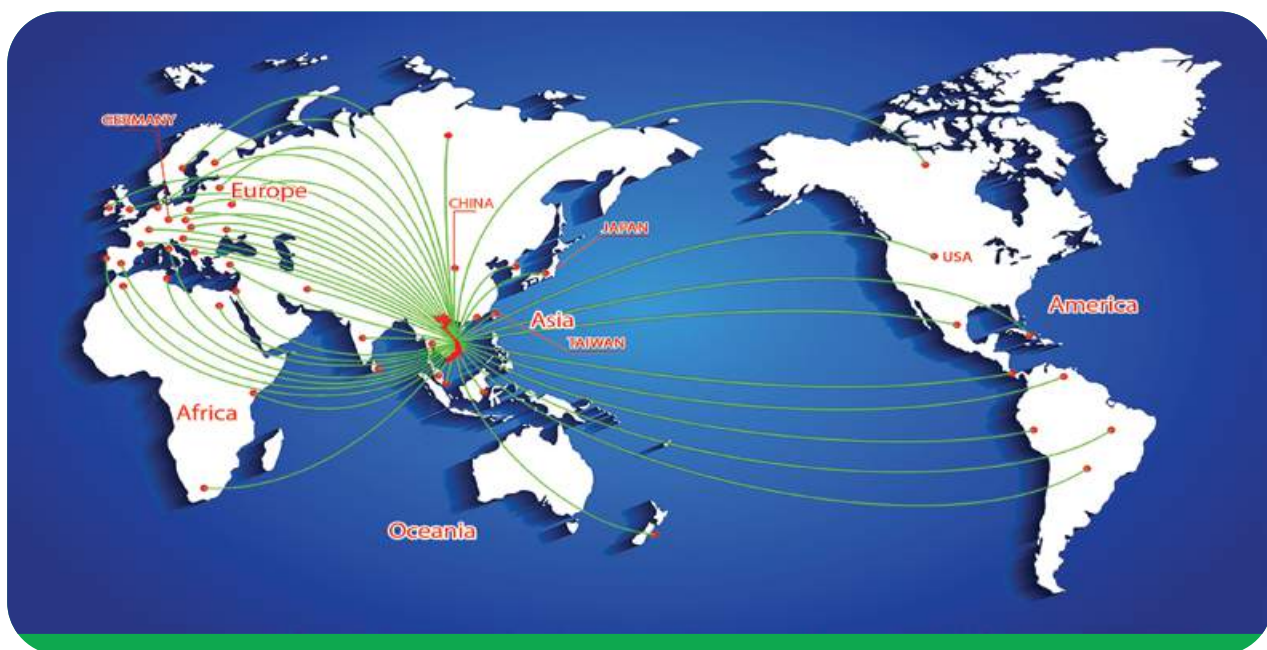 GERMANY
Europe
CHINA
JAPAN
USA
America
Asia
TAIWAN
Africa
Oceania